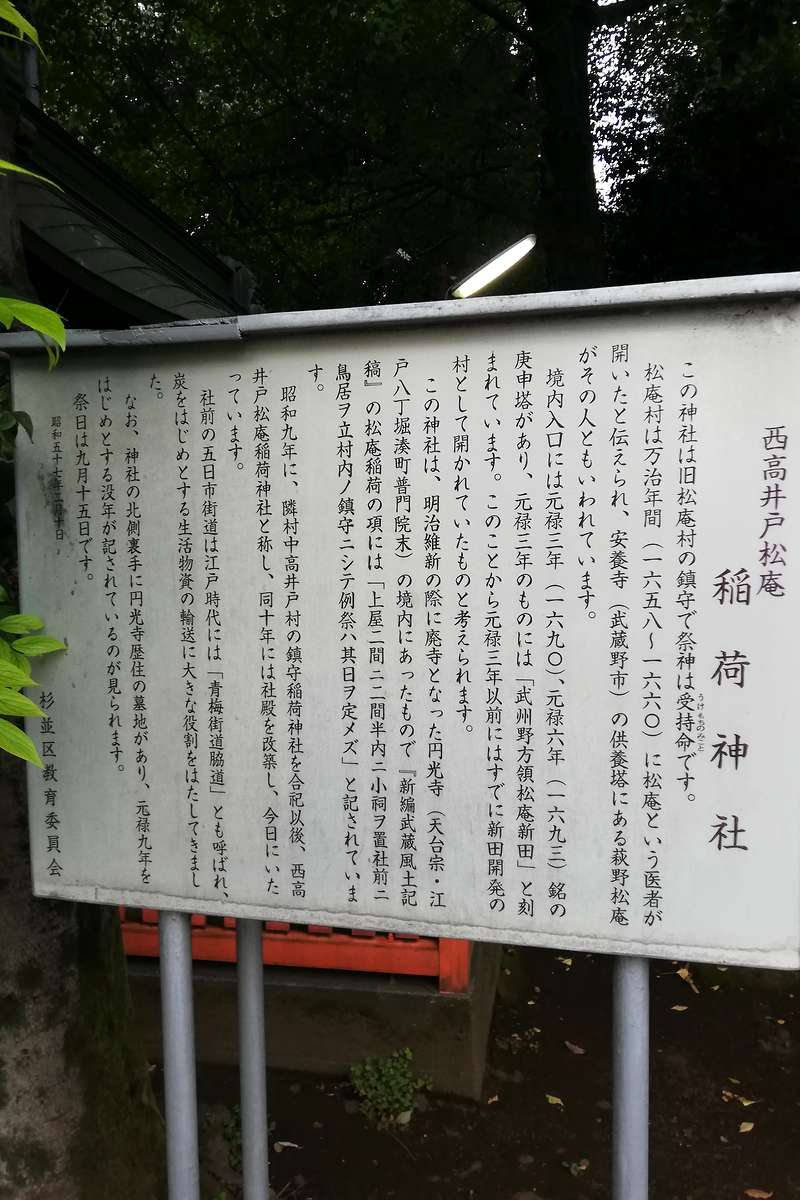 西高井戸松庵
稲荷神社
この神社は旧松庵村の鎮守で祭神は受持命です。
うけもちのみこと
松庵村は万治年間（一六五八～一六六〇）に松庵という医者が
開いたと伝えられ、安養寺（武蔵野市）の供養塔にある萩野松庵
がその人ともいわれています。
境内入口には元禄三年（一六九〇）、元禄六年（一六九三）銘の
庚申塔があり、元禄三年のものには「武州野方領松庵新田」と刻
まれています。このことから元禄三年以前にはすでに新田開発の
村として開かれていたものと考えられます。
この神社は、明治維新の際に廃寺となった円光寺（天台宗・江
戸八丁堀湊町普門院末）の境内にあったもので『新編武蔵風土記
稿』の松庵稲荷の項には「上屋二間ニ二間半内ニ小祠ヲ置社前ニ
鳥居ヲ立村内ノ鎮守ニシテ例祭ハ其日ヲ定メズ」と記されていま
す。
昭和九年に、隣村中高井戸村の鎮守稲荷神社を合祀以後、西高
井戸松庵稲荷神社と称し、同十年には社殿を改築し、今日にいた
っています。
社前の五日市街道は江戸時代には「青梅街道脇道」とも呼ばれ、
炭をはじめとする生活物資の輸送に大きな役割をはたしてきまし
た。
なお、神社の北側裏手に円光寺歴住の墓地があり、元禄九年を
はじめとする没年が記されているのが見られます。
祭日は九月十五日です。
昭和五十七年二月十日
杉並区教育委員会